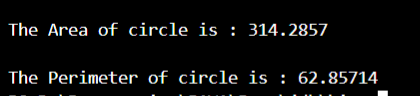 The Area of circle is : 314.2857
The Perimeter of circle is : 62.85714